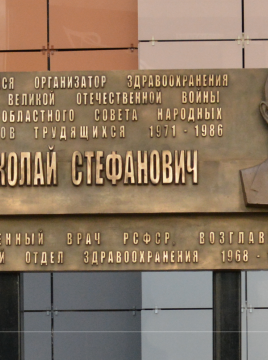 СЯ ОРГАНИЗАТОР ЗДРАВООХРАНЕНИЯ
ВЕЛИКОЙ ОТЕЧЕСТВЕННОЙ ВОЙНЫ
ОБЛАСТНОГО СОВЕТА НАРОДНЫХ
ОВ ТРУДЯЩИХСЯ 1971-1986
КОЛАЙ СТЕФАНОВИЧ
ЕННЫЙ ВРАЧ РСФСР, ВОЗГЛАВ
Й ОТДЕЛ ЗДРАВООХРАНЕНИЯ 1968-